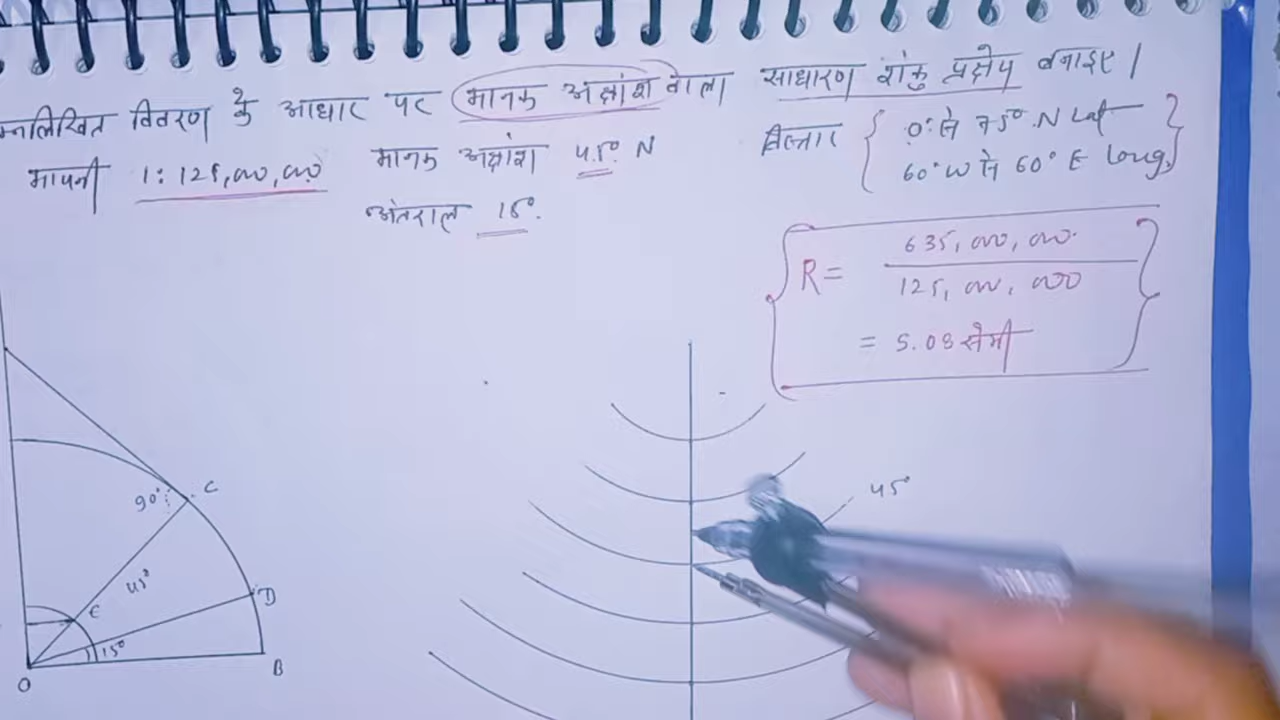 म्नलिखित विवरण के आधार पर मानक अक्षांश वाला साधारण शंकु प्रक्षेप बनाइए।
मापनी 1:125,000,000 मानक अक्षांश 45° N विस्तार 0° से 75° N Lat
60° W से 60° E Long,
अंतराल 15°.
R = 635,000,000
125,000,000
= 5.08 सेमी
90° C
45°
45°
E D
15°
O B